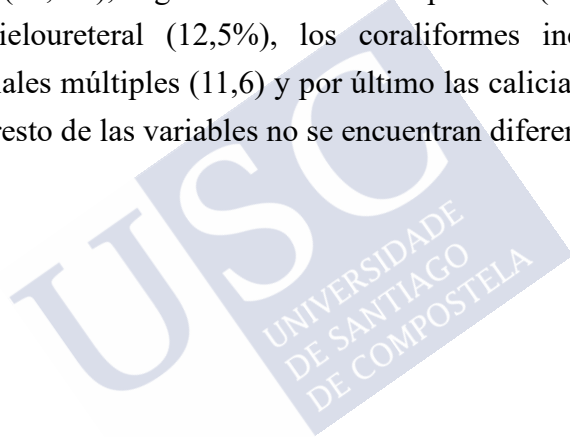 ieloureteral (12,5%), los coraliformes in
ales múltiples (11,6) y por último las calicia
resto de las variables no se encuentran diferen
USC
UNIVERSIDADE
DE SANTIAGO
DE COMPOSTELA